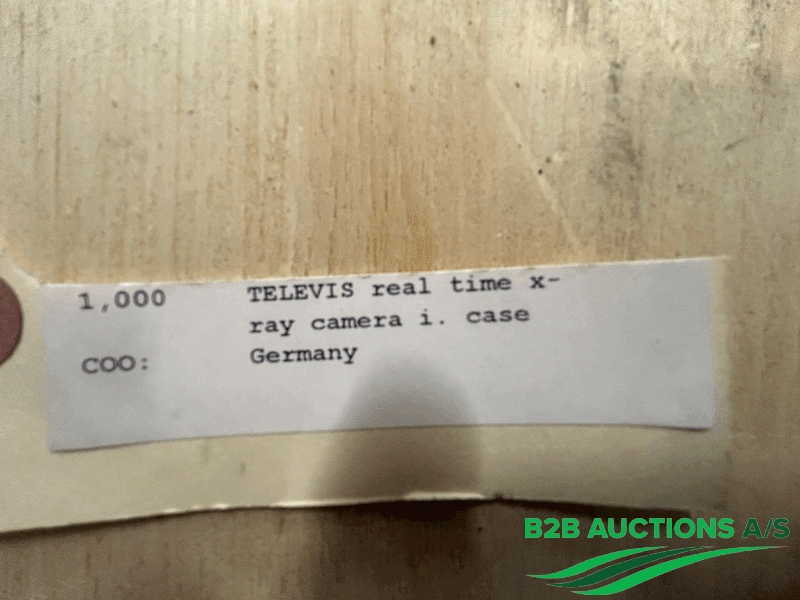 1,000 TELEVIS real time x-
ray camera i. case
COO: Germany
B2B AUCTIONS A/S